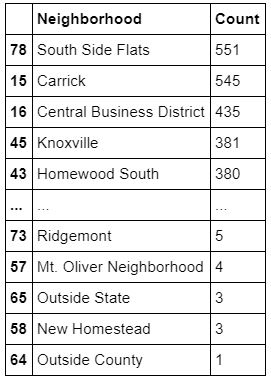 Neighborhood Count
78 South Side Flats 551
15 Carrick 545
16 Central Business District 435
45 Knoxville 381
43 Homewood South 380
... ... ...
73 Ridgemont 5
57 Mt. Oliver Neighborhood 4
65 Outside State 3
58 New Homestead 3
64 Outside County 1